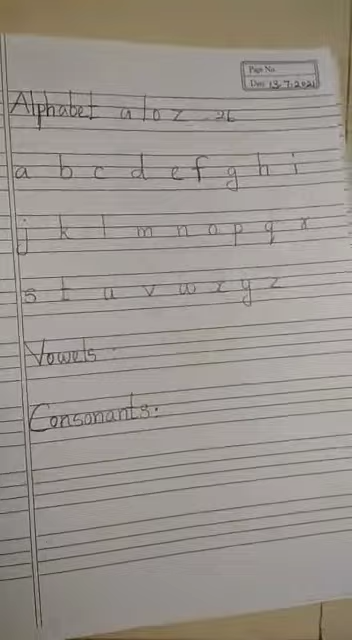 Page No
Date 13.7.2021
Alphabet a to z 26
a b c d e f g h i
j k l m n o p q r
s t u v w x y z
Vowels.
Consonants.